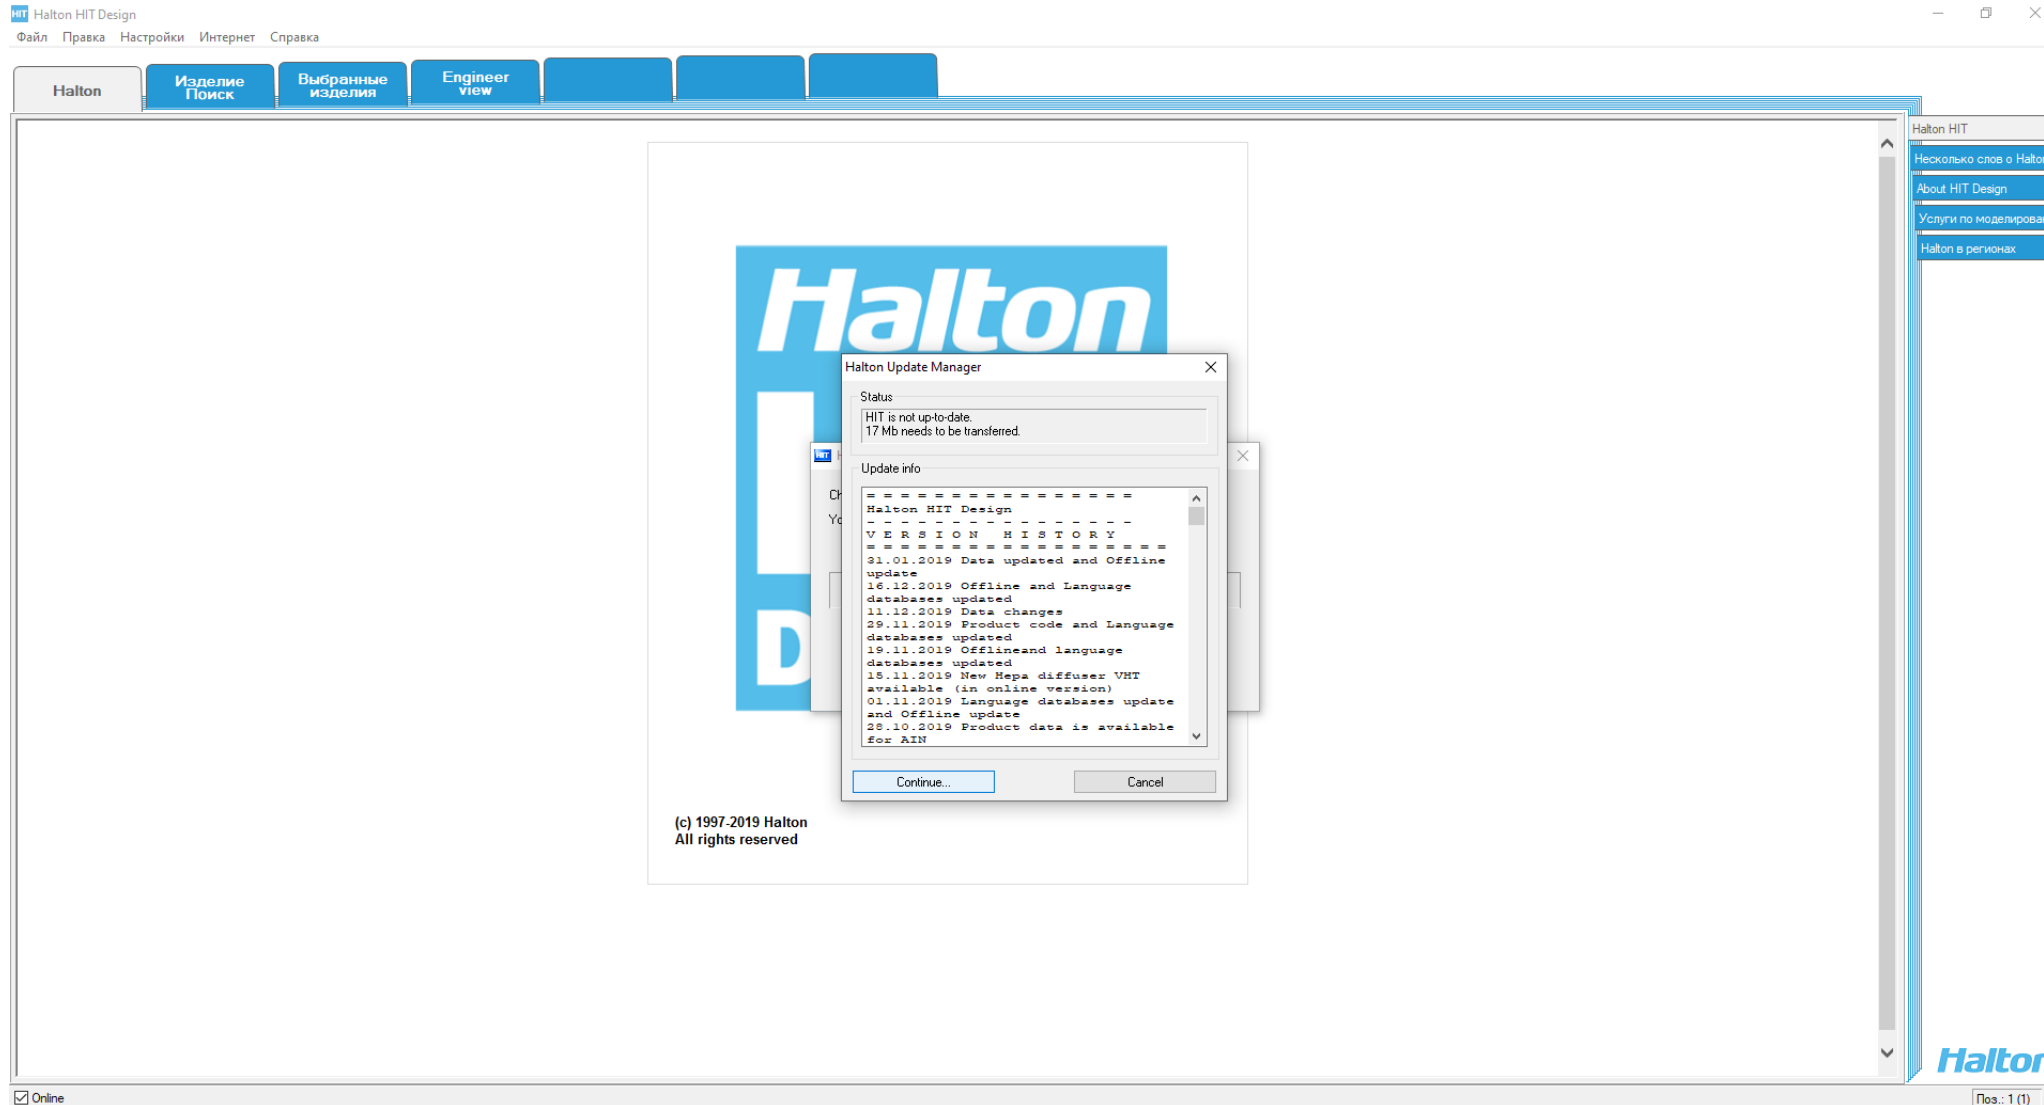 HIT Halton HIT Design
Файл Правка Настройки Интернет Справка
Halton
Изделие
Поиск
Выбранные
изделия
Engineer
view
Halton HIT
Несколько слов о Halto
About HIT Design
Услуги по моделирова
Halton в регионах
Halton
D
Halton Update Manager
Status
HIT is not up-to-date.
17 Mb needs to be transferred.
HIT
Ch
Yo
Update info
= = = = = = = = = = = = = = = =
Halton HIT Design
- - - - - - - - - - - - - - - -
V E R S I O N   H I S T O R Y
= = = = = = = = = = = = = = = = = =
31.01.2019 Data updated and Offline
update
16.12.2019 Offline and Language
databases updated
11.12.2019 Data changes
29.11.2019 Product code and Language
databases updated
19.11.2019 Offlineand language
databases updated
15.11.2019 New Hepa diffuser VHT
available (in online version)
01.11.2019 Language databases update
and Offline update
28.10.2019 Product data is available
for AIN
Continue... Cancel
(c) 1997-2019 Halton
All rights reserved
Halton
Online
Поз.: 1 (1)